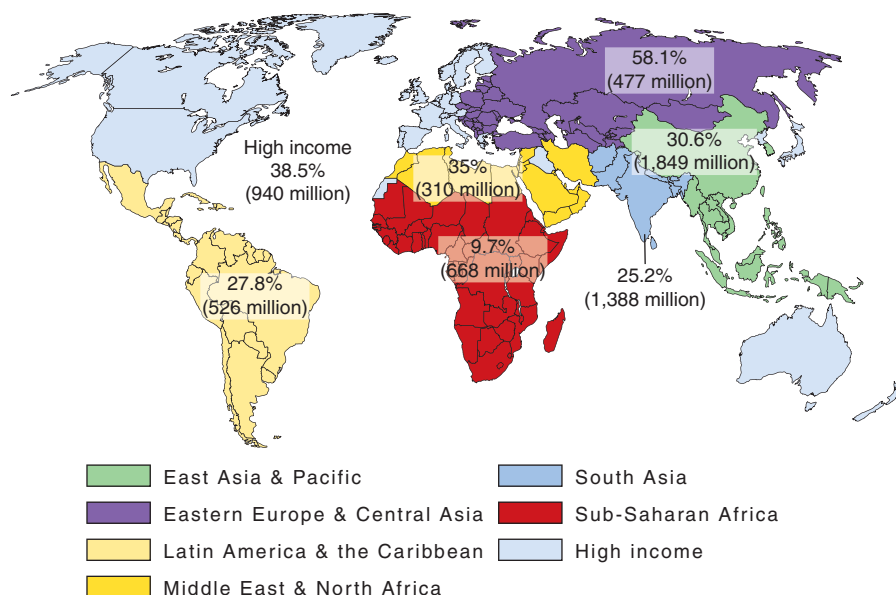 58.1%
(477 million)
30.6%
(1,849 million)
High income
38.5%
(940 million)
35%
(310 million)
9.7%
(668 million)
25.2%
(1,388 million)
27.8%
(526 million)
East Asia & Pacific
Eastern Europe & Central Asia
Latin America & the Caribbean
Middle East & North Africa
South Asia
Sub-Saharan Africa
High income